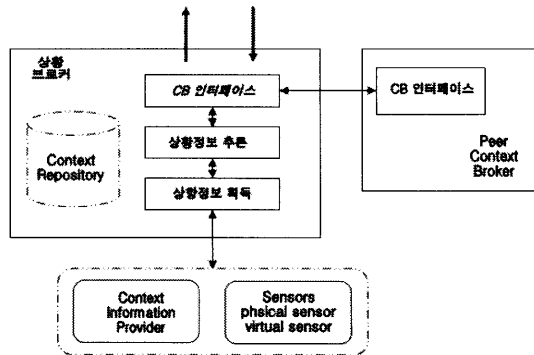 상황
브로커
CB 인터페이스
CB 인터페이스
상황정보 추론
Context
Repository
Peer
Context
Broker
상황정보 획득
Context
Information
Provider
Sensors
phsical sensor
virtual sensor